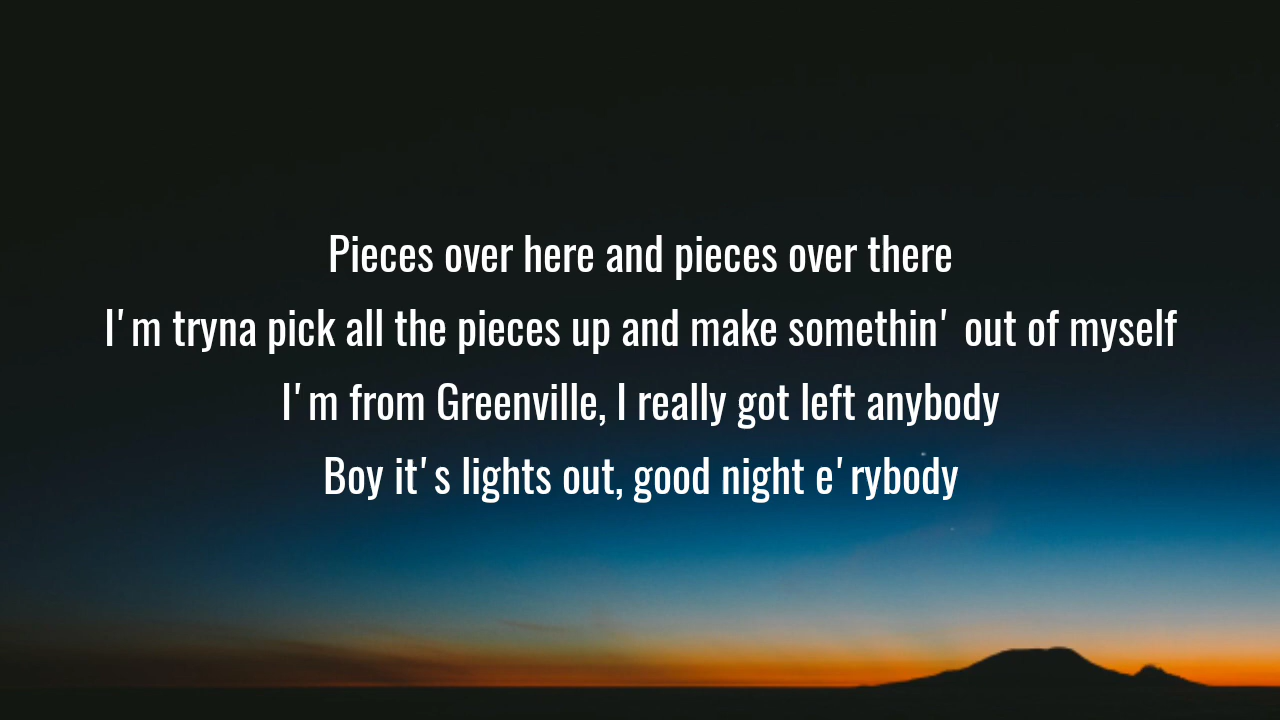 Pieces over here and pieces over there
I'm tryna pick all the pieces up and make somethin' out of myself
I'm from Greenville, I really got left anybody
Boy it's lights out, good night e'rybody